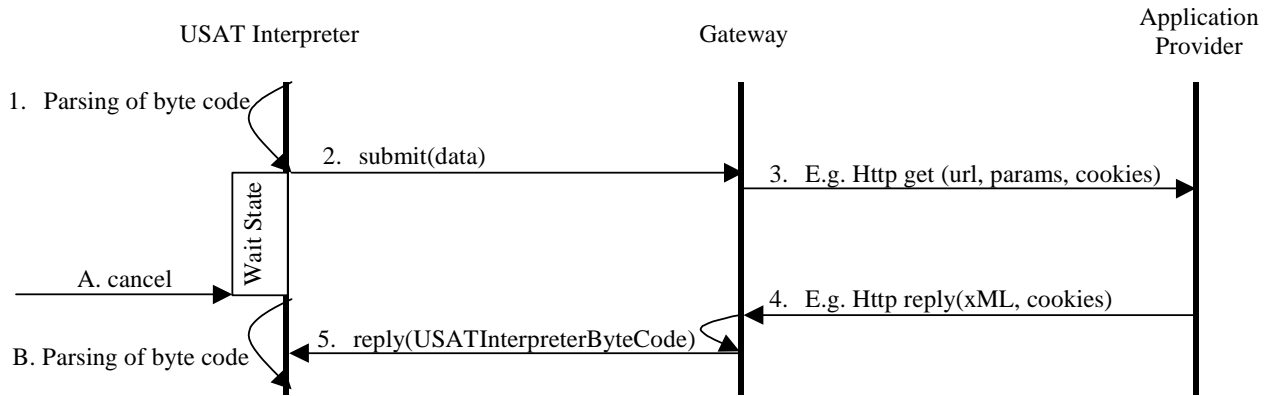 USAT Interpreter
Gateway
Application
Provider
1. Parsing of byte code
2. submit(data)
3. E.g. Http get (url, params, cookies)
Wait State
A. cancel
4. E.g. Http reply(xML, cookies)
5. reply(USATInterpreterByteCode)
B. Parsing of byte code